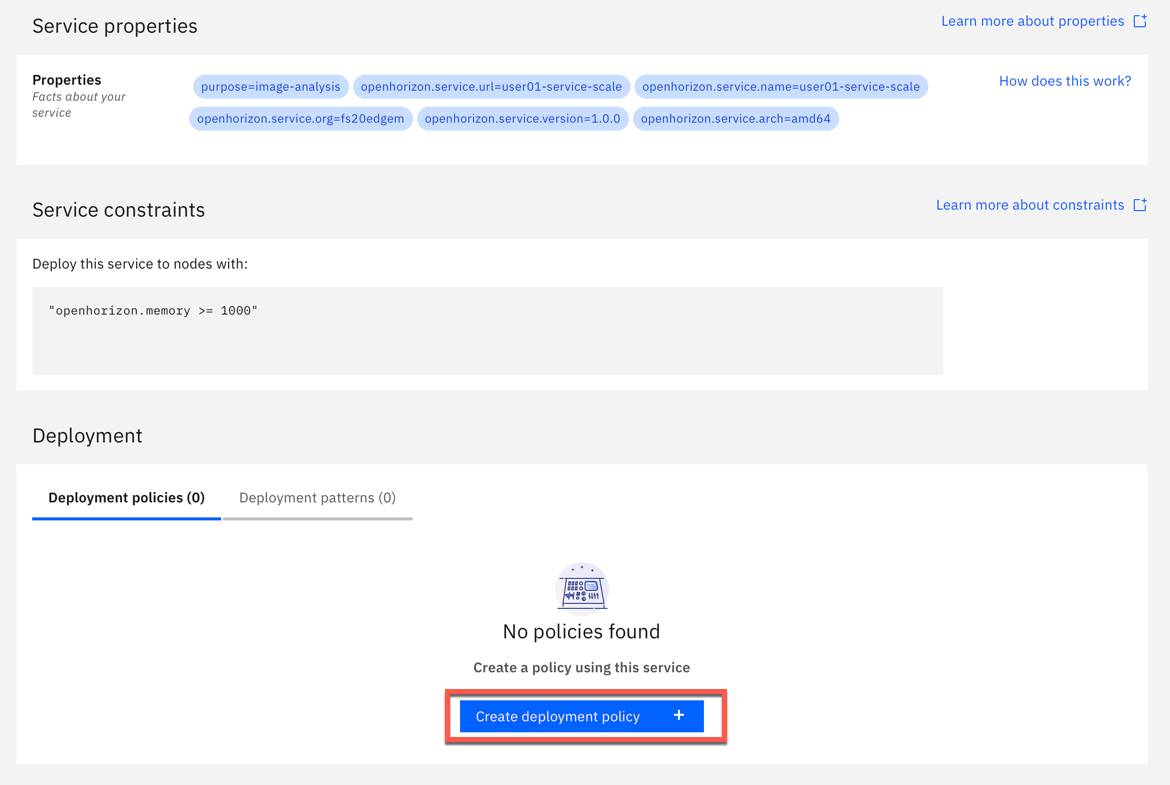 Service properties
Learn more about properties
Properties
Facts about your
service
purpose=image-analysis
openhorizon.service.url=user01-service-scale
openhorizon.service.name=user01-service-scale
openhorizon.service.org=fs20edgem
openhorizon.service.version=1.0.0
openhorizon.service.arch=amd64
How does this work?
Service constraints
Learn more about constraints
Deploy this service to nodes with:
"openhorizon.memory >= 1000"
Deployment
Deployment policies (0)
Deployment patterns (0)
No policies found
Create a policy using this service
Create deployment policy +